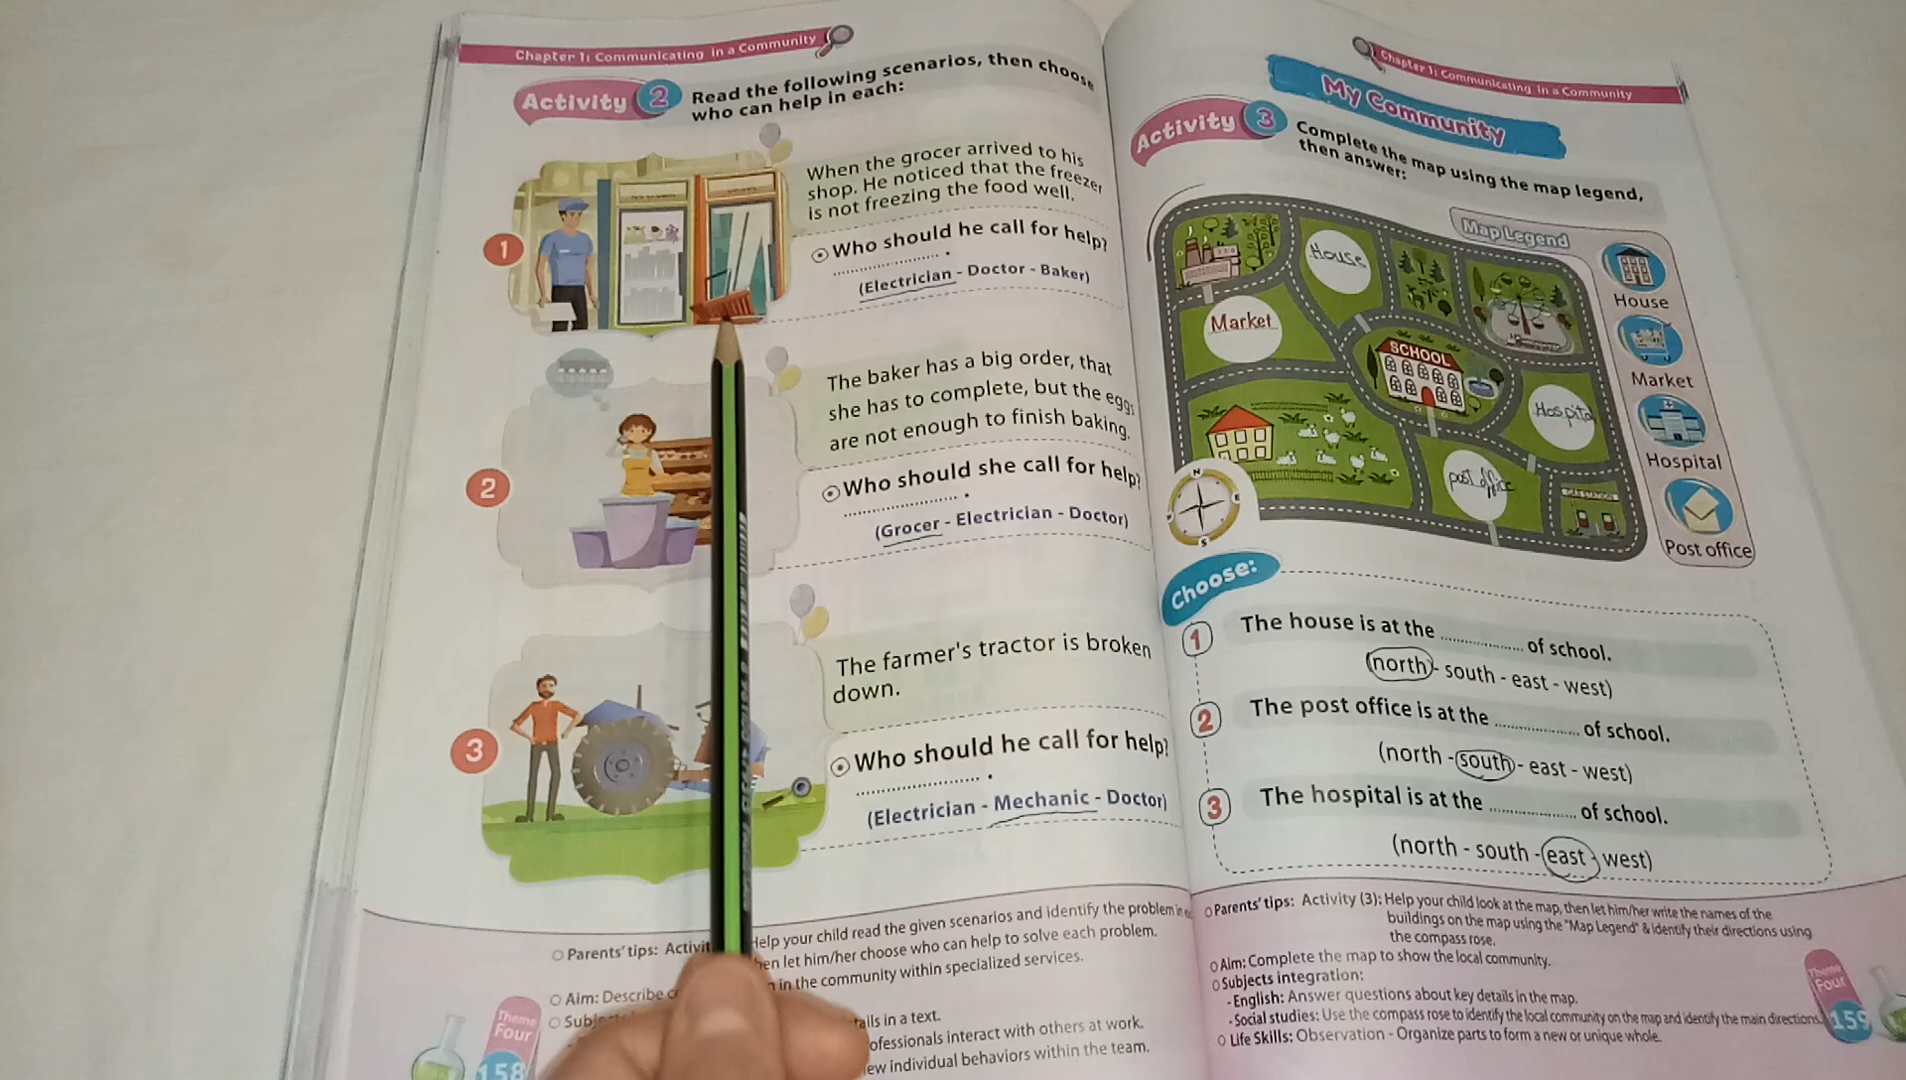 Chapter 1: Communicating in a Community
Activity 2 Read the following scenarios, then choose
who can help in each:
1
When the grocer arrived to his
shop. He noticed that the freezer
is not freezing the food well.
Who should he call for help?
.
(Electrician - Doctor - Baker)
2
The baker has a big order, that
she has to complete, but the eggs
are not enough to finish baking.
Who should she call for help?
.
(Grocer - Electrician - Doctor)
3
The farmer's tractor is broken
down.
Who should he call for help?
.
(Electrician - Mechanic - Doctor)
Parents' tips: Help your child read the given scenarios and identify the problem in
let him/her choose who can help to solve each problem.
Aim: Describe in the community within specialized services.
in a text.
interact with others at work.
individual behaviors within the team.
Theme
Four
158
Chapter 1: Communicating in a Community
My Community
Activity 3 Complete the map using the map legend,
then answer:
Map Legend
House
Market
Hospital
Post office
House
Market
SCHOOL
Hospital
post office
GAS STATION
N
E
W
S
Choose:
1 The house is at the .................... of school.
(north - south - east - west)
2 The post office is at the .................... of school.
(north - south - east - west)
3 The hospital is at the .................... of school.
(north - south - east - west)
Parents' tips: Activity (3): Help your child look at the map, then let him/her write the names of the
buildings on the map using the "Map Legend" & identify their directions using
the compass rose.
Aim: Complete the map to show the local community.
Subjects integration:
- English: Answer questions about key details in the map.
- Social studies: Use the compass rose to identify the local community on the map and identify the main directions.
Life Skills: Observation - Organize parts to form a new or unique whole.
Theme
Four
159